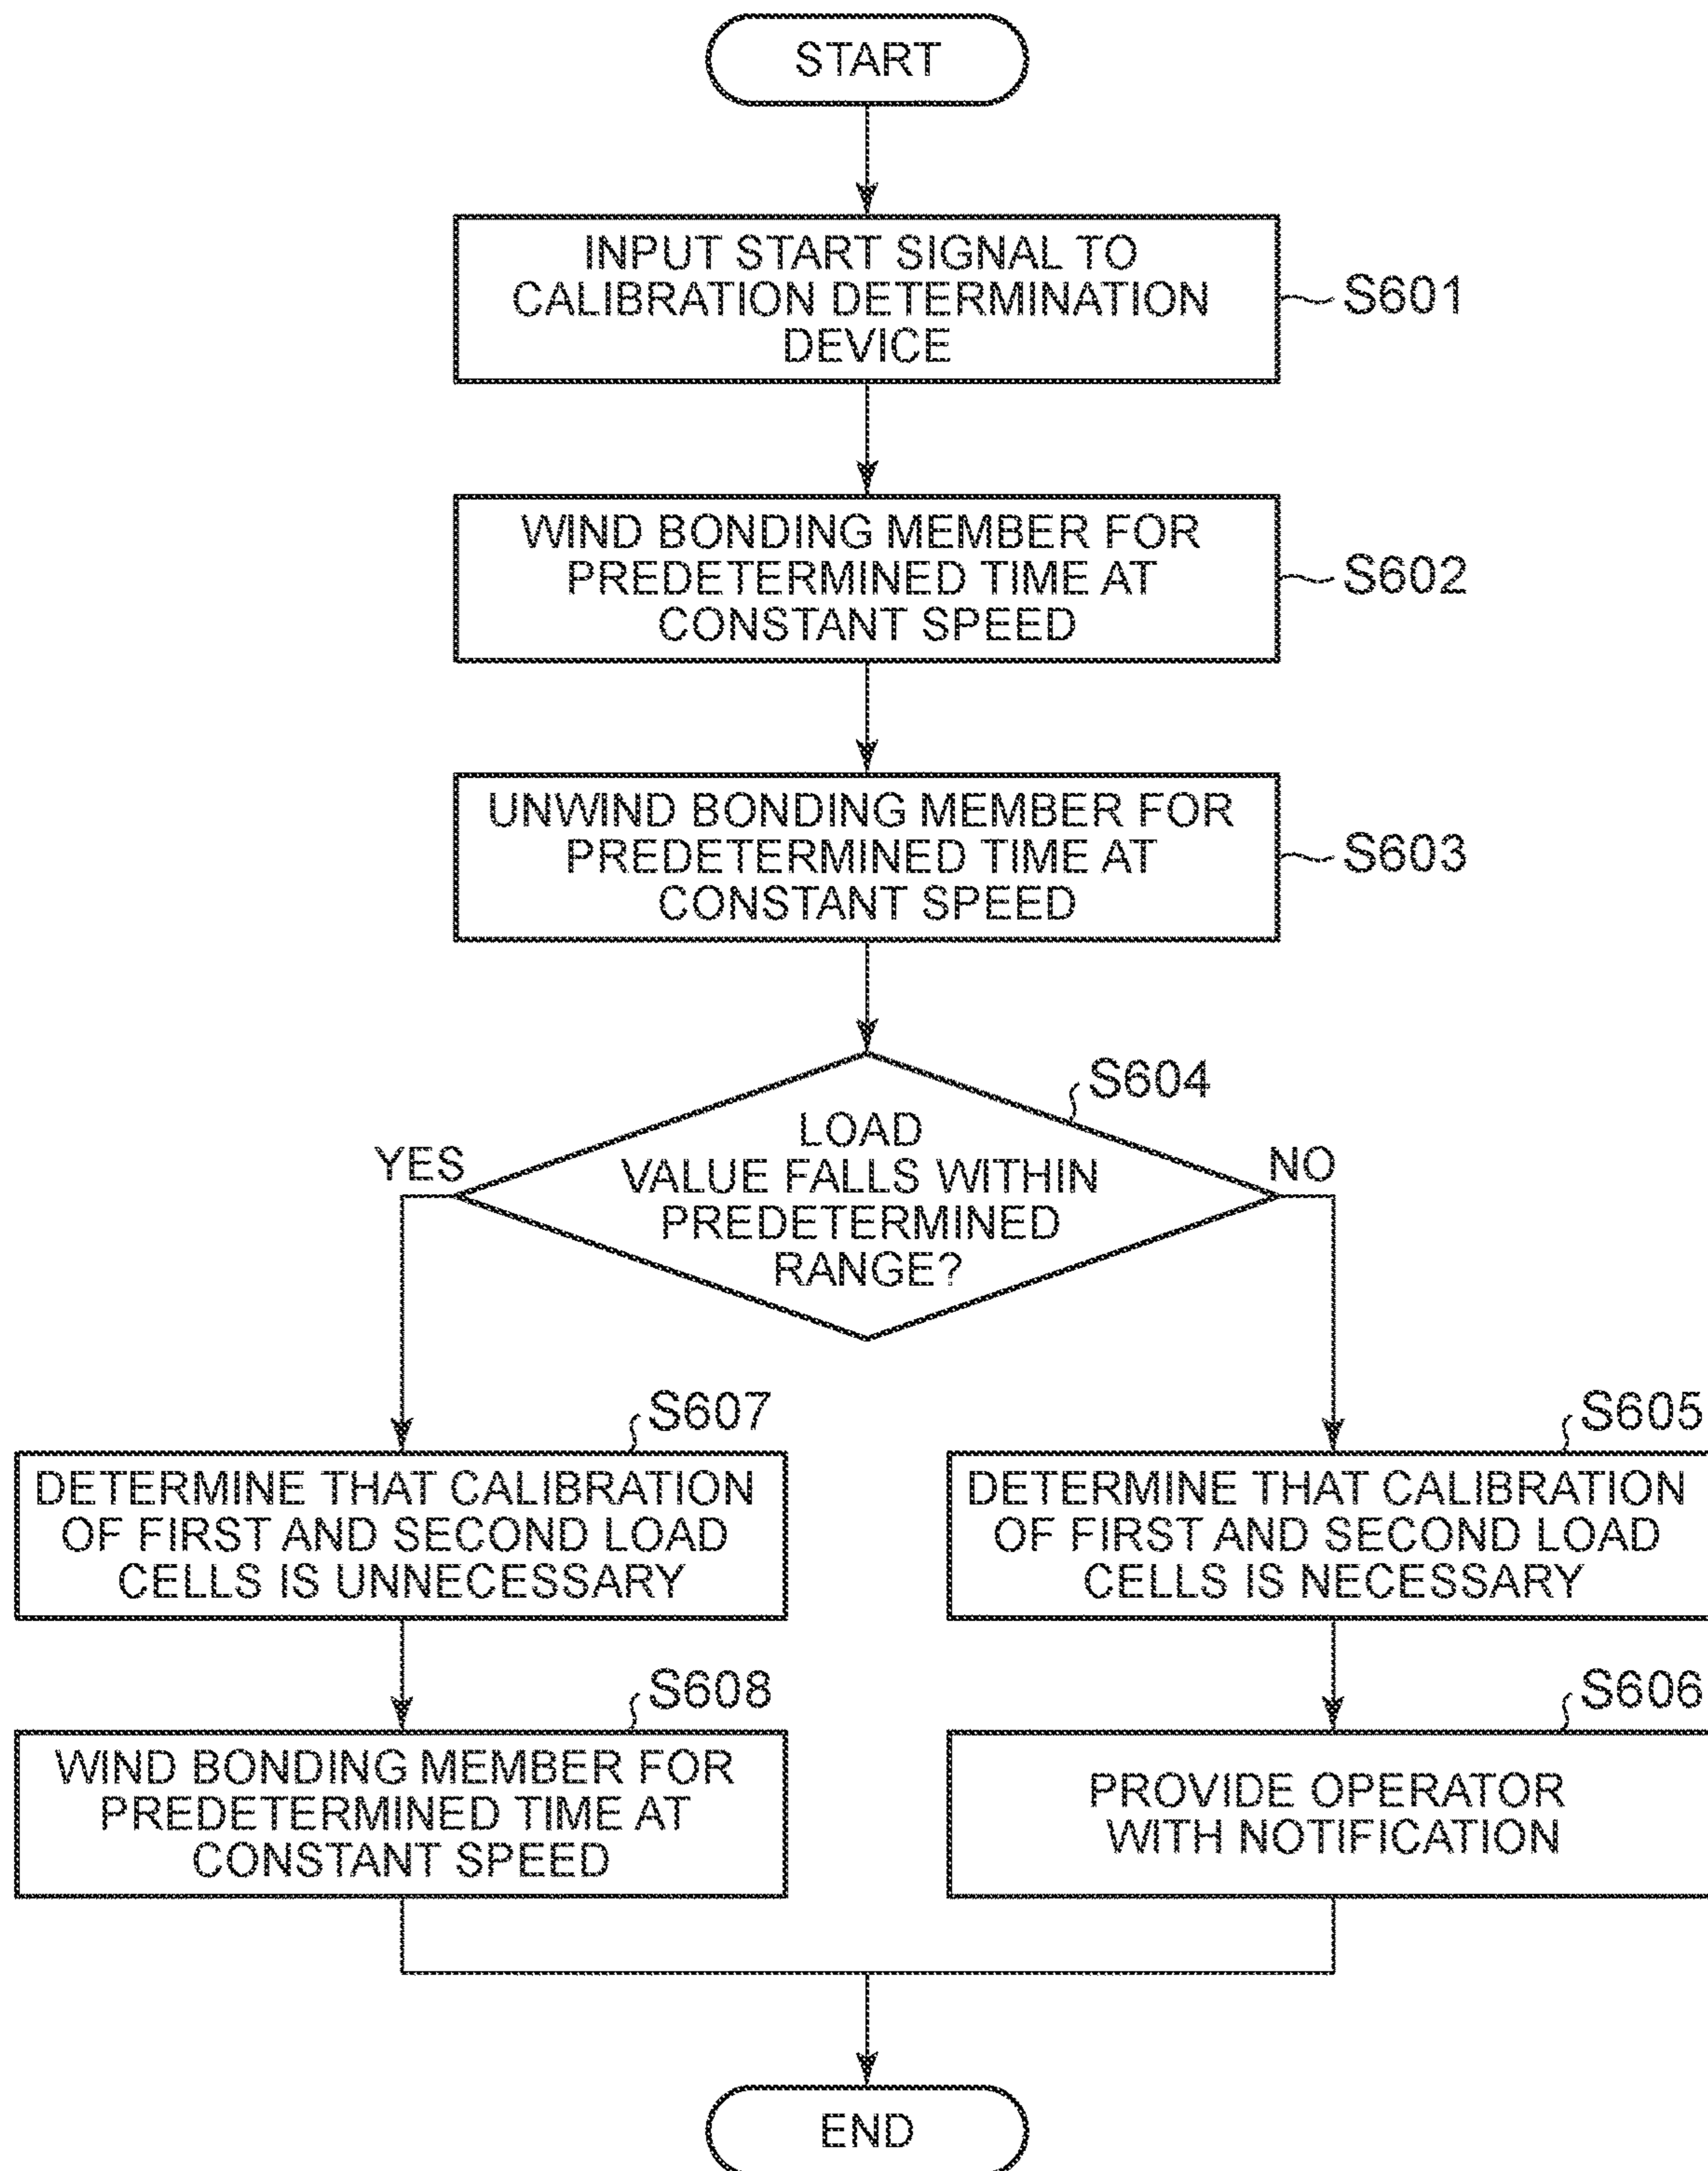 START
INPUT START SIGNAL TO
CALIBRATION DETERMINATION
DEVICE
S601
WIND BONDING MEMBER FOR
PREDETERMINED TIME AT
CONSTANT SPEED
S602
UNWIND BONDING MEMBER FOR
PREDETERMINED TIME AT
CONSTANT SPEED
S603
S604
LOAD
VALUE FALLS WITHIN
PREDETERMINED
RANGE?
YES
NO
S607
DETERMINE THAT CALIBRATION
OF FIRST AND SECOND LOAD
CELLS IS UNNECESSARY
S605
DETERMINE THAT CALIBRATION
OF FIRST AND SECOND LOAD
CELLS IS NECESSARY
S608
WIND BONDING MEMBER FOR
PREDETERMINED TIME AT
CONSTANT SPEED
S606
PROVIDE OPERATOR
WITH NOTIFICATION
END